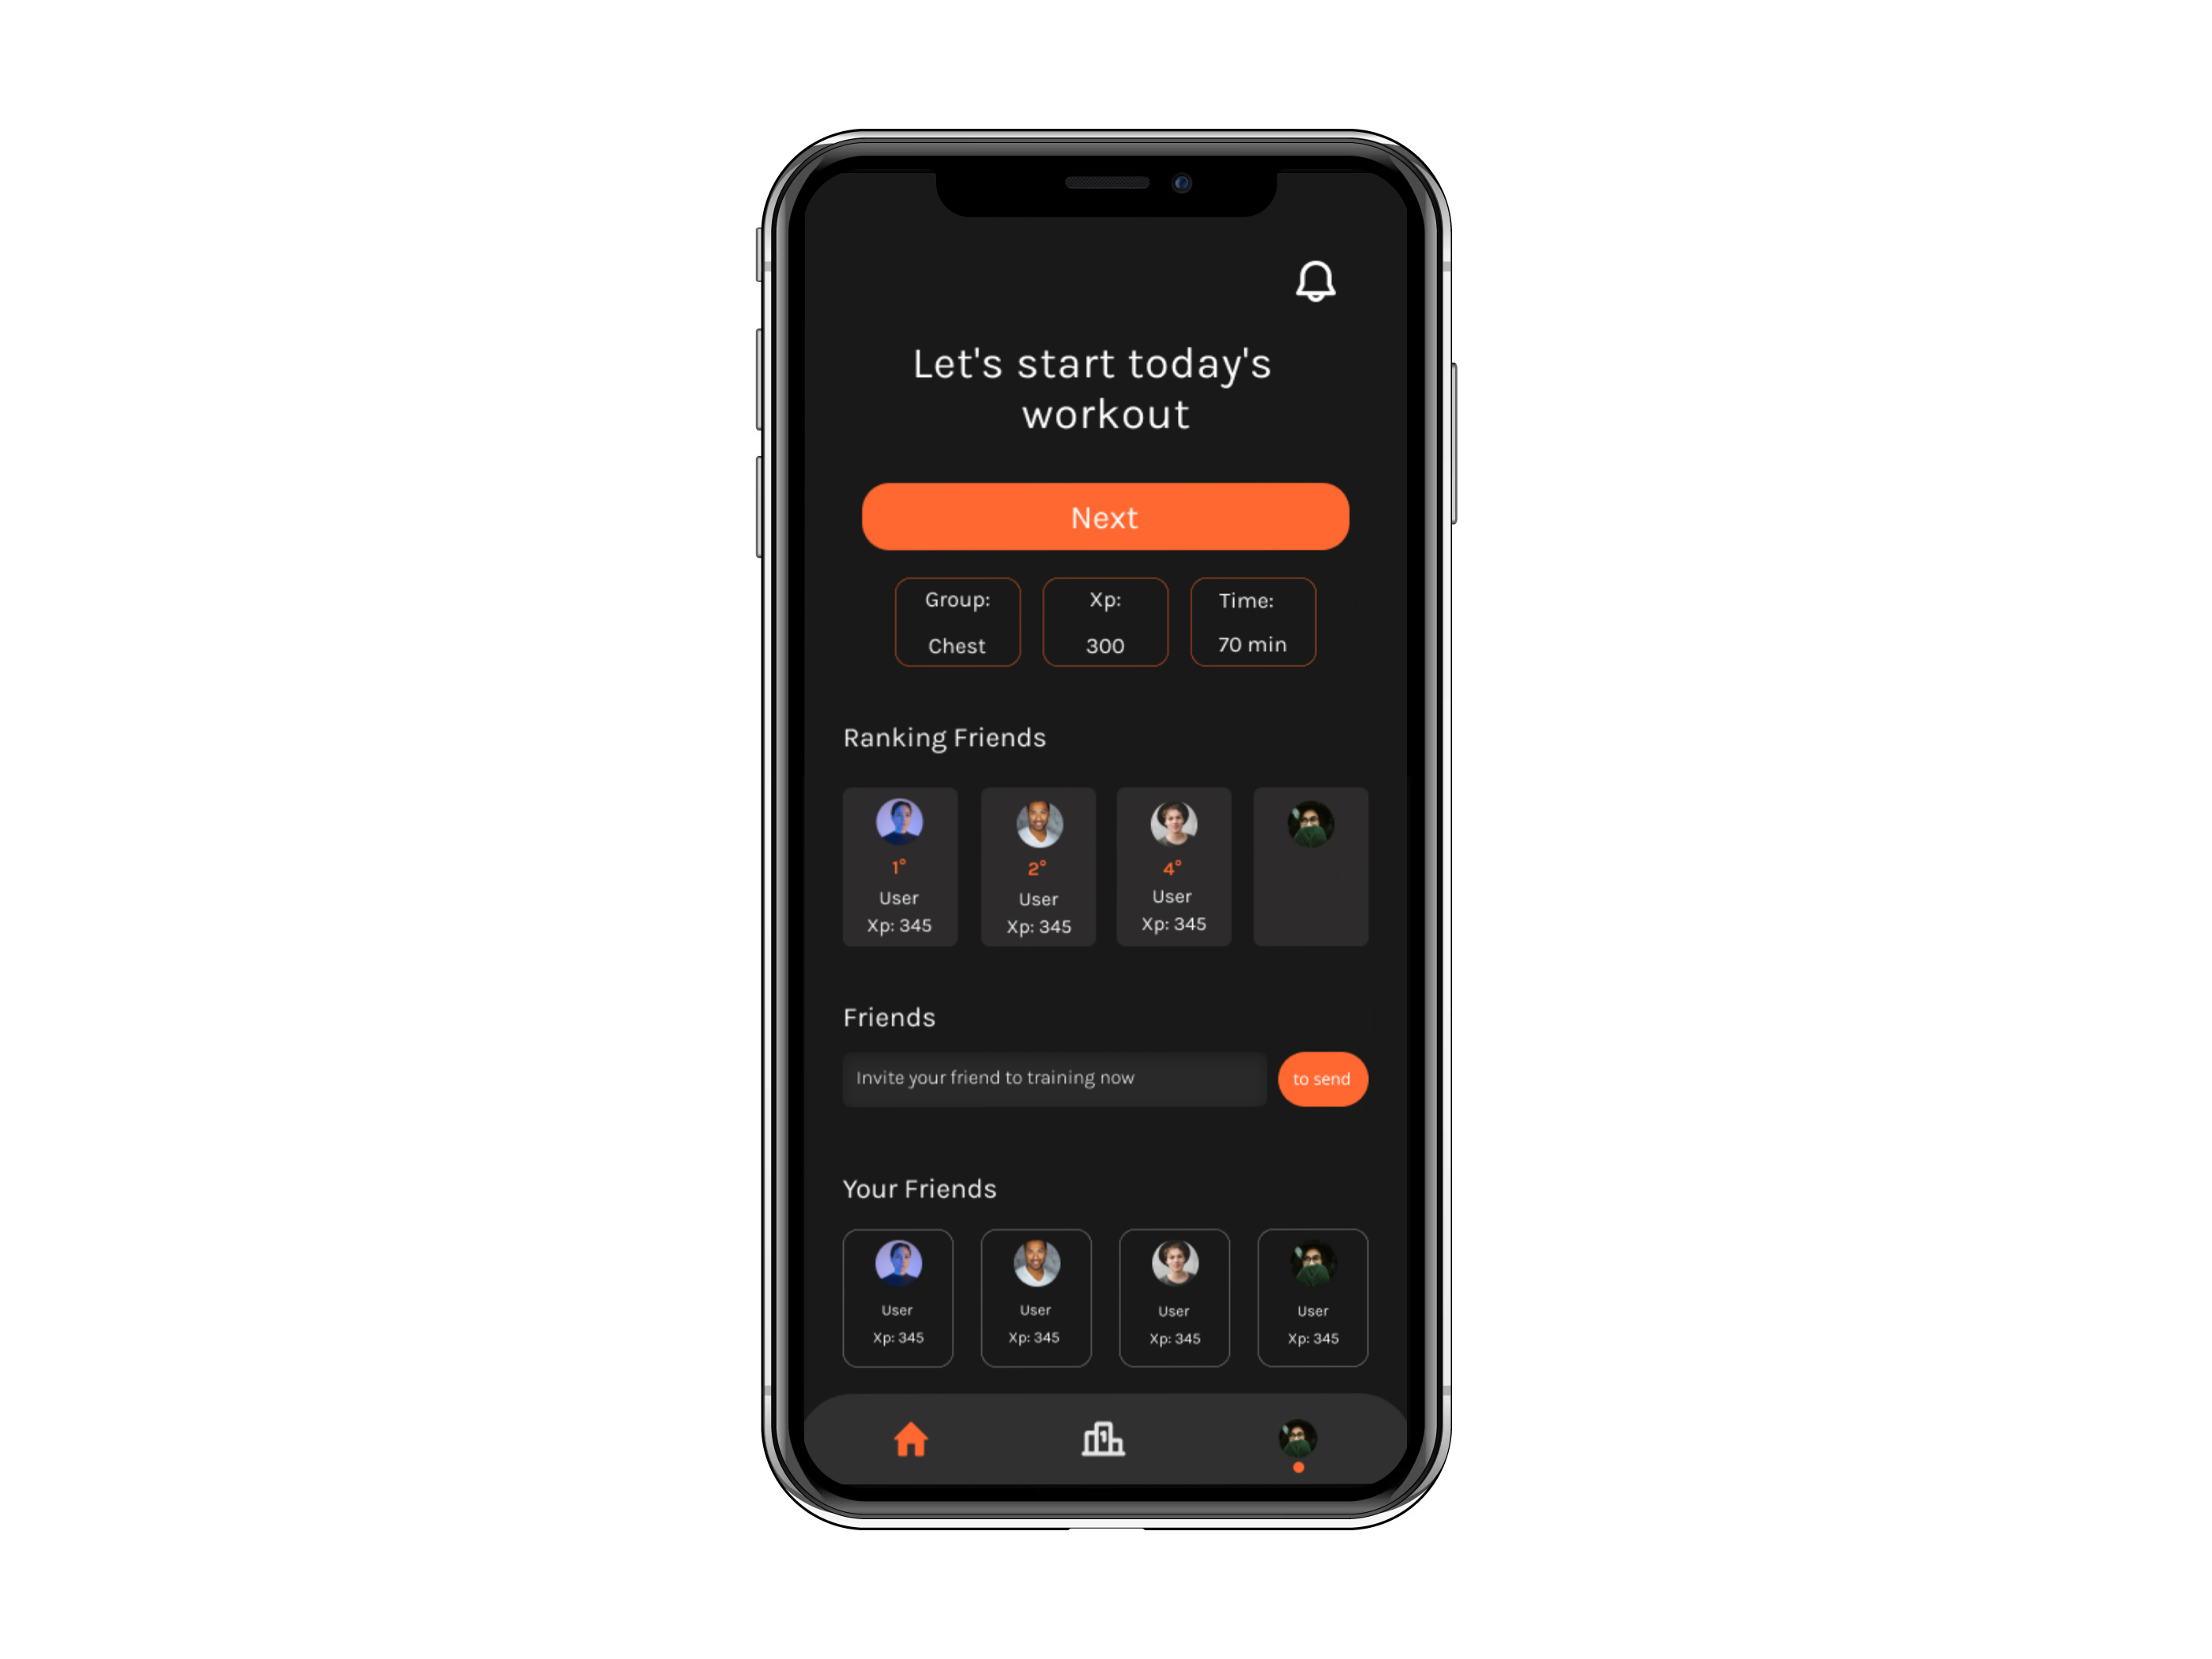 Let's start today's
workout
Next
Group:
Chest
Xp:
300
Time:
70 min
Ranking Friends
1°
User
Xp: 345
2°
User
Xp: 345
4°
User
Xp: 345
Friends
Invite your friend to training now
to send
Your Friends
User
Xp: 345
User
Xp: 345
User
Xp: 345
User
Xp: 345
1